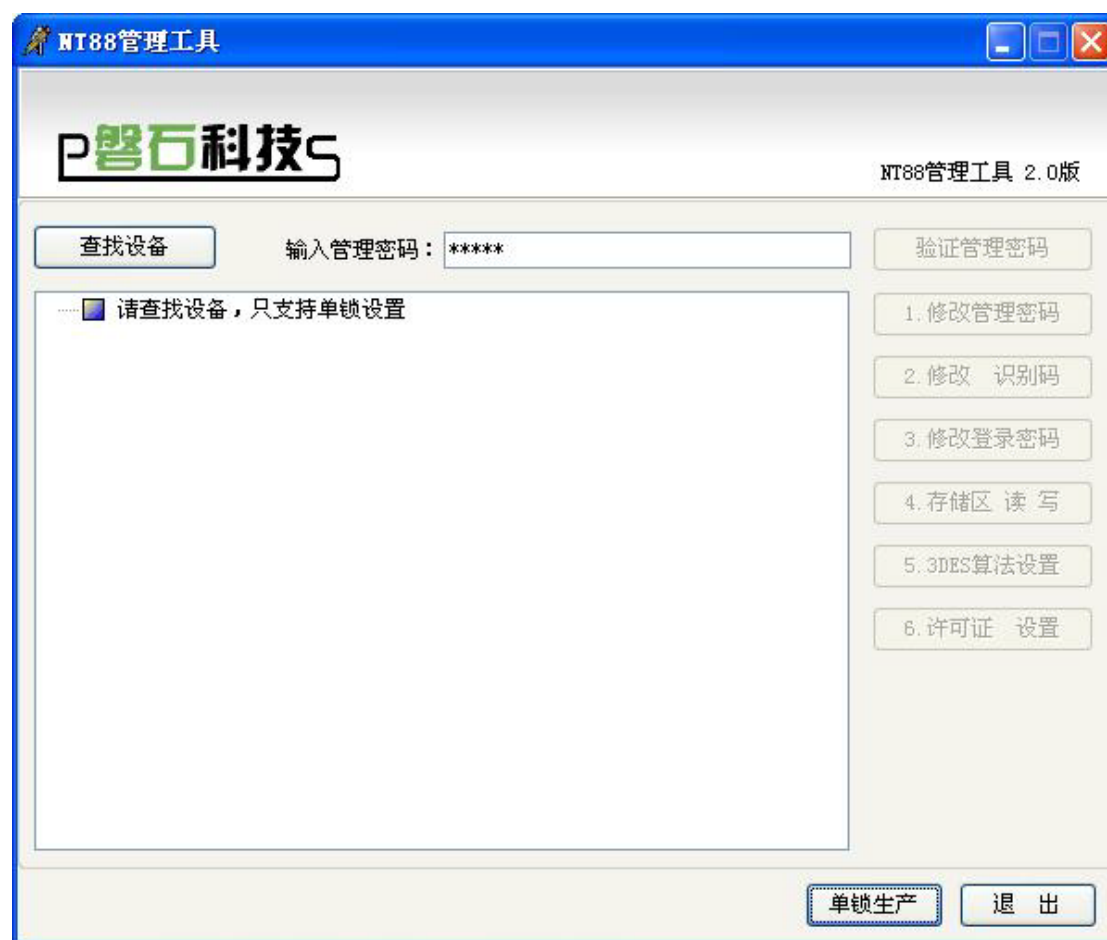 NT88管理工具
P磐石科技S
NT88管理工具 2.0版
查找设备 输入管理密码：***** 验证管理密码
请查找设备，只支持单锁设置
1.修改管理密码
2.修改 识别码
3.修改登录密码
4.存储区 读 写
5.3DES算法设置
6.许可证 设置
单锁生产 退 出